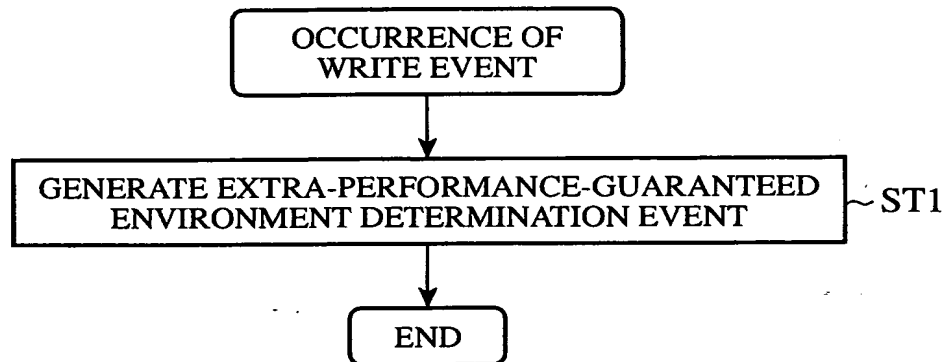 OCCURRENCE OF
WRITE EVENT
GENERATE EXTRA-PERFORMANCE-GUARANTEED
ENVIRONMENT DETERMINATION EVENT
ST1
END